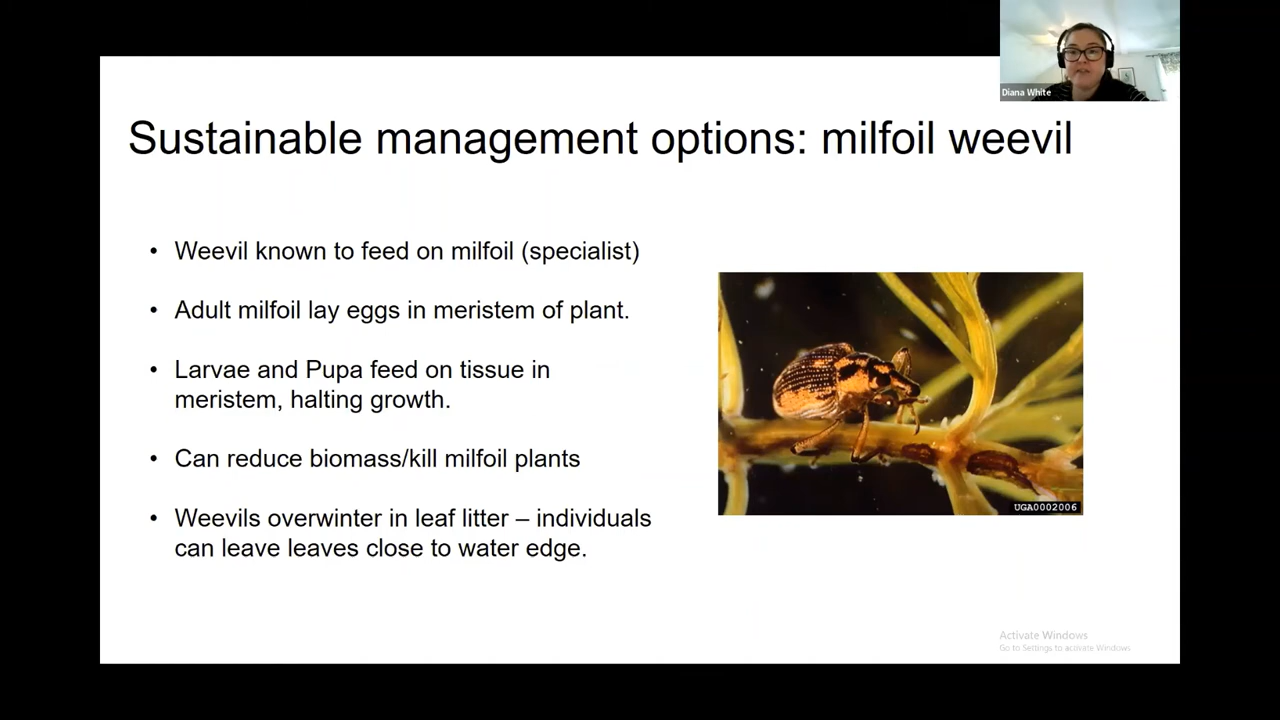 Diana White
Sustainable management options: milfoil weevil
• Weevil known to feed on milfoil (specialist)
• Adult milfoil lay eggs in meristem of plant.
• Larvae and Pupa feed on tissue in
meristem, halting growth.
• Can reduce biomass/kill milfoil plants
• Weevils overwinter in leaf litter – individuals
can leave leaves close to water edge.
UGA0002006
Activate Windows
Go to Settings to activate Windows.